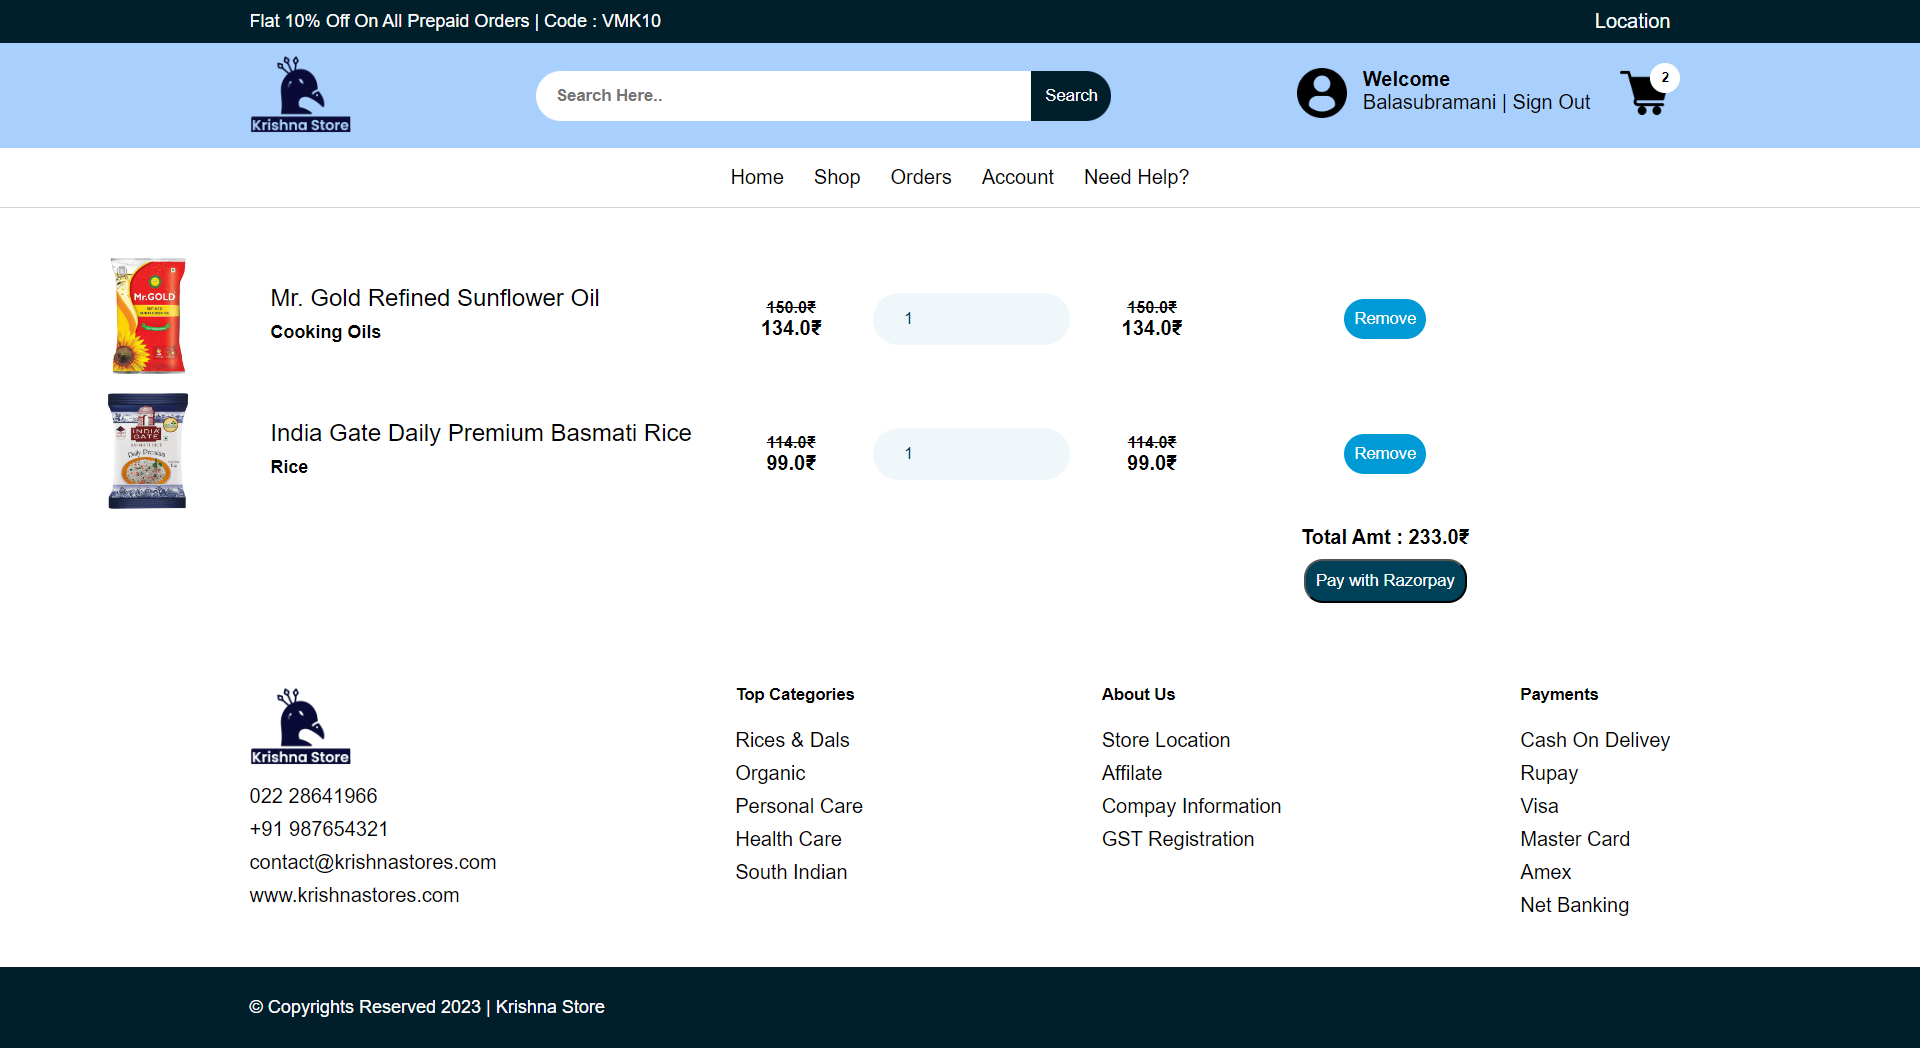 Flat 10% Off On All Prepaid Orders | Code : VMK10
Location
Krishna Store
Search Here..
Search
Welcome
Balasubramani | Sign Out
2
Home
Shop
Orders
Account
Need Help?
Mr.GOLD
Mr. Gold Refined Sunflower Oil
Cooking Oils
150.0₹
134.0₹
1
150.0₹
134.0₹
Remove
INDIA GATE
Daily Premium
India Gate Daily Premium Basmati Rice
Rice
114.0₹
99.0₹
1
114.0₹
99.0₹
Remove
Total Amt : 233.0₹
Pay with Razorpay
Krishna Store
022 28641966
+91 987654321
contact@krishnastores.com
www.krishnastores.com
Top Categories
Rices & Dals
Organic
Personal Care
Health Care
South Indian
About Us
Store Location
Affilate
Compay Information
GST Registration
Payments
Cash On Delivey
Rupay
Visa
Master Card
Amex
Net Banking
© Copyrights Reserved 2023 | Krishna Store